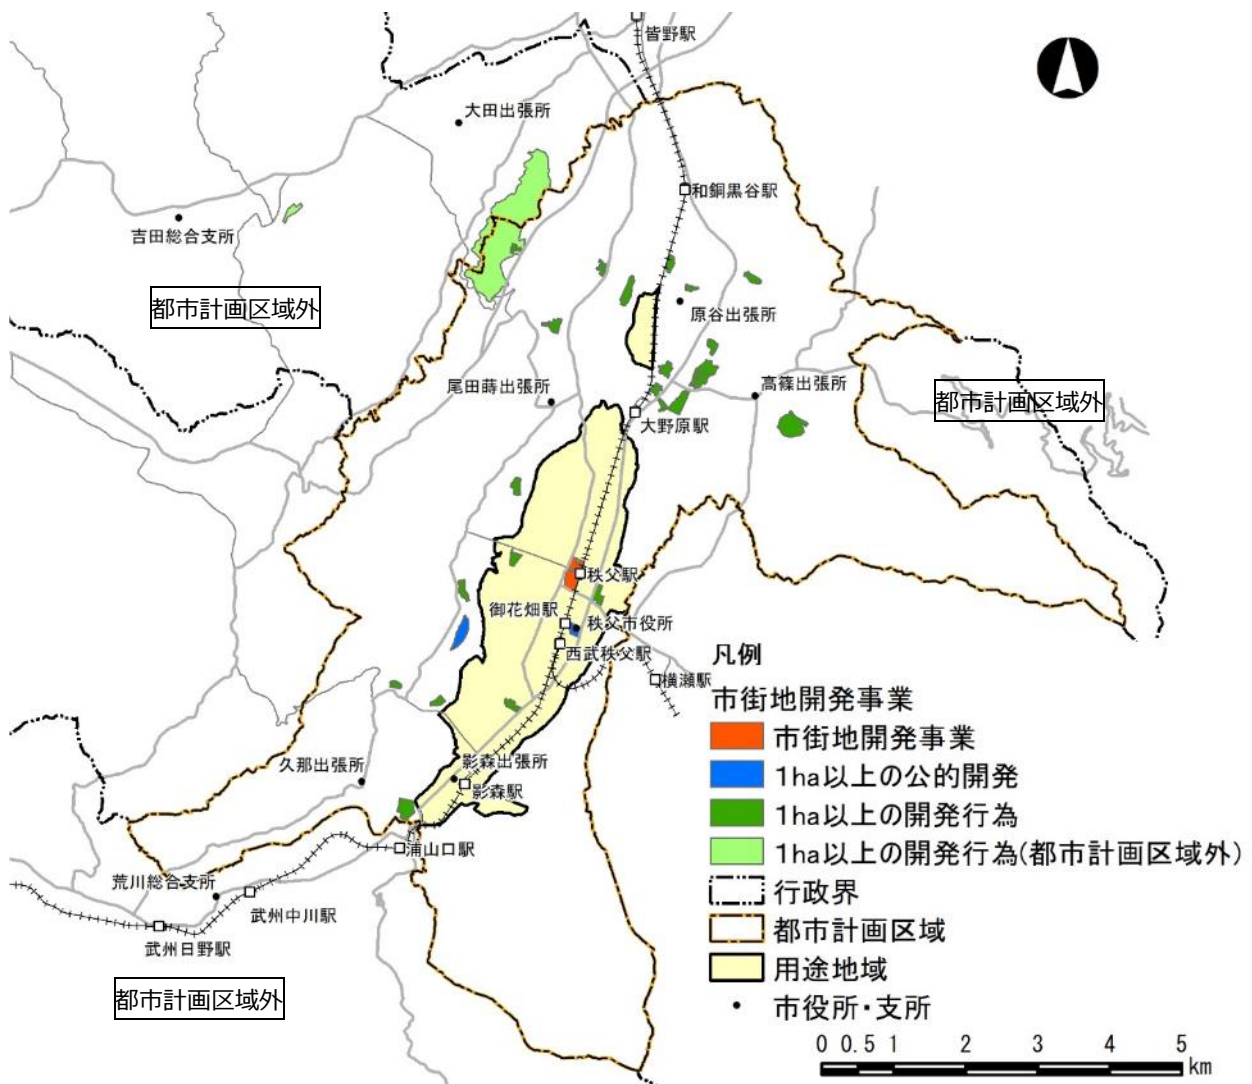 皆野駅
大田出張所
和銅黒谷駅
吉田総合支所
都市計画区域外
原谷出張所
尾田蒔出張所
高篠出張所
都市計画区域外
大野原駅
秩父駅
御花畑駅
秩父市役所
西武秩父駅
横瀬駅
久那出張所
影森出張所
影森駅
浦山口駅
荒川総合支所
武州中川駅
武州日野駅
都市計画区域外
凡例
市街地開発事業
市街地開発事業
1ha以上の公的開発
1ha以上の開発行為
1ha以上の開発行為(都市計画区域外)
行政界
都市計画区域
用途地域
市役所・支所
0 0.5 1 2 3 4 5
km